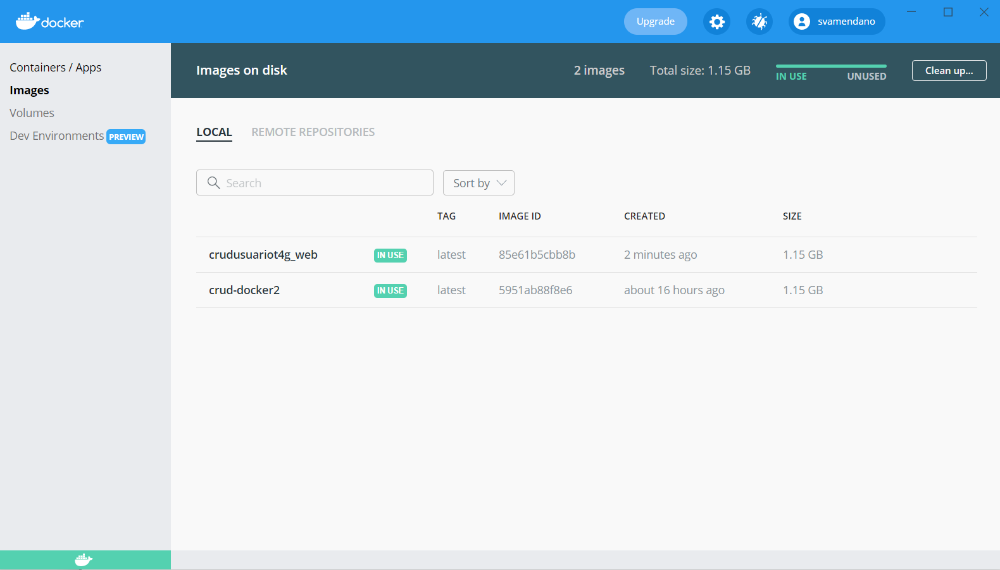 docker
Upgrade
svamendano
Containers / Apps
Images
Volumes
Dev Environments PREVIEW
Images on disk
2 images
Total size: 1.15 GB
IN USE
UNUSED
Clean up...
LOCAL
REMOTE REPOSITORIES
Search
Sort by
TAG IMAGE ID CREATED SIZE
crudusuariot4g_web IN USE latest 85e61b5cbb8b 2 minutes ago 1.15 GB
crud-docker2 IN USE latest 5951ab88f8e6 about 16 hours ago 1.15 GB